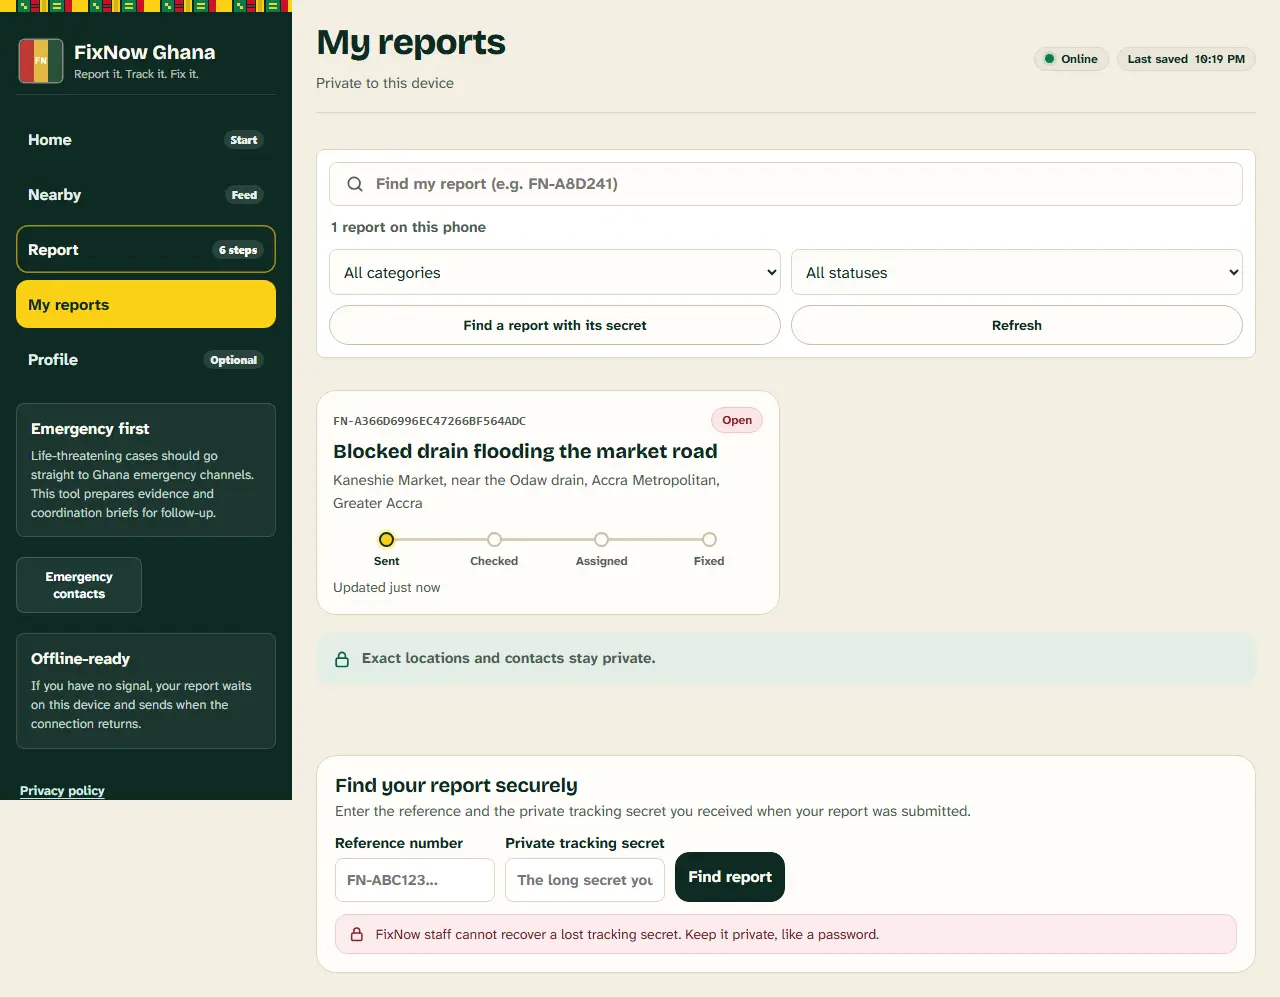 FN
FixNow Ghana
Report it. Track it. Fix it.
Home
Start
Nearby
Feed
Report
6 steps
My reports
Profile
Optional
Emergency first
Life-threatening cases should go
straight to Ghana emergency channels.
This tool prepares evidence and
coordination briefs for follow-up.
Emergency
contacts
Offline-ready
If you have no signal, your report waits
on this device and sends when the
connection returns.
Privacy policy
My reports
Private to this device
Online
Last saved 10:19 PM
Find my report (e.g. FN-A8D241)
1 report on this phone
All categories
All statuses
Find a report with its secret
Refresh
FN-A366D6996EC47266BF564ADC
Open
Blocked drain flooding the market road
Kaneshie Market, near the Odaw drain, Accra Metropolitan,
Greater Accra
Sent
Checked
Assigned
Fixed
Updated just now
Exact locations and contacts stay private.
Find your report securely
Enter the reference and the private tracking secret you received when your report was submitted.
Reference number
Private tracking secret
FN-ABC123...
The long secret you
Find report
FixNow staff cannot recover a lost tracking secret. Keep it private, like a password.